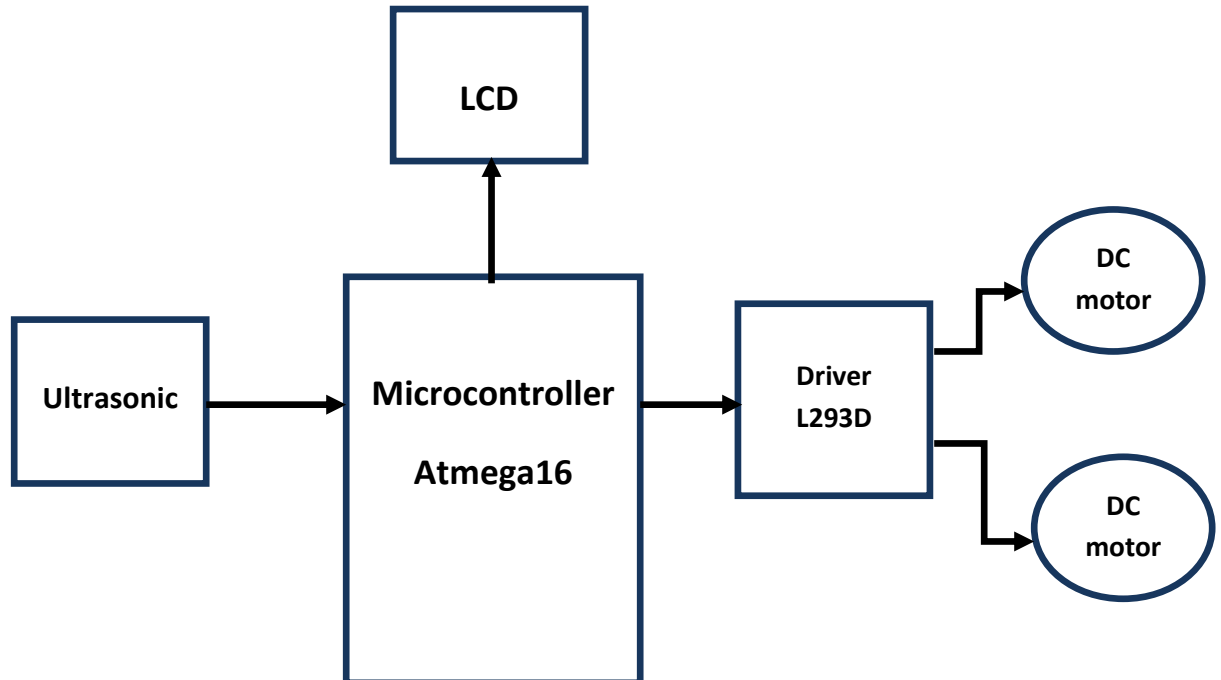 LCD
Ultrasonic
Microcontroller
Atmega16
Driver
L293D
DC
motor
DC
motor